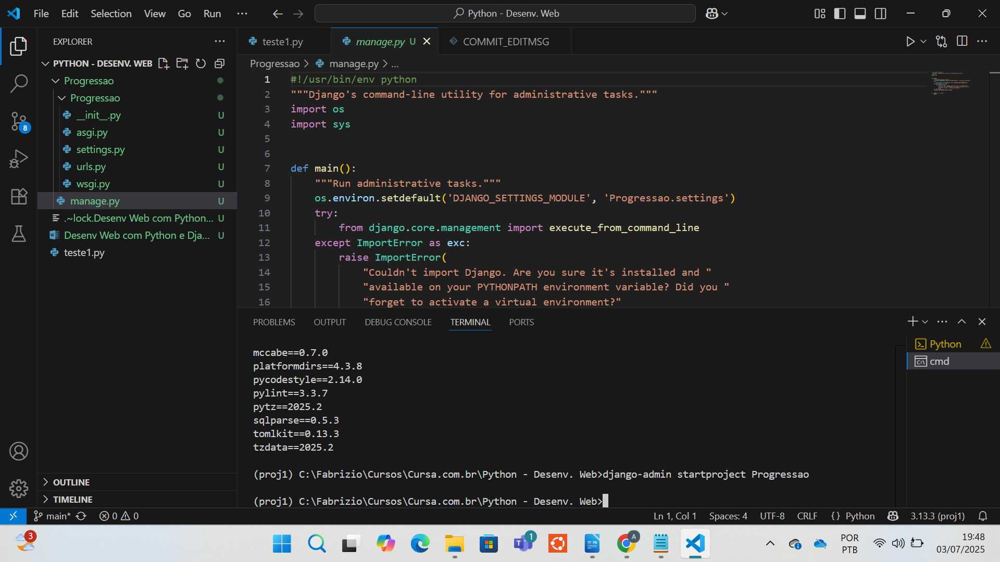 File Edit Selection View Go Run ···
Python - Desenv. Web
EXPLORER
PYTHON - DESENV. WEB
Progressao
Progressao
__init__.py U
asgi.py U
settings.py U
urls.py U
wsgi.py U
manage.py U
.~lock.Desenv Web com Python... U
Desenv Web com Python e Dja... U
teste1.py
8
OUTLINE
TIMELINE
teste1.py manage.py U COMMIT_EDITMSG
Progressao > manage.py > ...
1 #!/usr/bin/env python
2 """Django's command-line utility for administrative tasks."""
3 import os
4 import sys
5
6
7 def main():
8 """Run administrative tasks."""
9 os.environ.setdefault('DJANGO_SETTINGS_MODULE', 'Progressao.settings')
10 try:
11 from django.core.management import execute_from_command_line
12 except ImportError as exc:
13 raise ImportError(
14 "Couldn't import Django. Are you sure it's installed and "
15 "available on your PYTHONPATH environment variable? Did you "
16 "forget to activate a virtual environment?"
PROBLEMS OUTPUT DEBUG CONSOLE TERMINAL PORTS
Python
cmd
mccabe==0.7.0
platformdirs==4.3.8
pycodestyle==2.14.0
pylint==3.3.7
pytz==2025.2
sqlparse==0.5.3
tomlkit==0.13.3
tzdata==2025.2
(proj1) C:\Fabrizio\Cursos\Cursa.com.br\Python - Desenv. Web>django-admin startproject Progressao
(proj1) C:\Fabrizio\Cursos\Cursa.com.br\Python - Desenv. Web>
main* 0 0 Ln 1, Col 1 Spaces: 4 UTF-8 CRLF {} Python 3.13.3 (proj1)
3
1
A
POR
PTB
19:48
03/07/2025